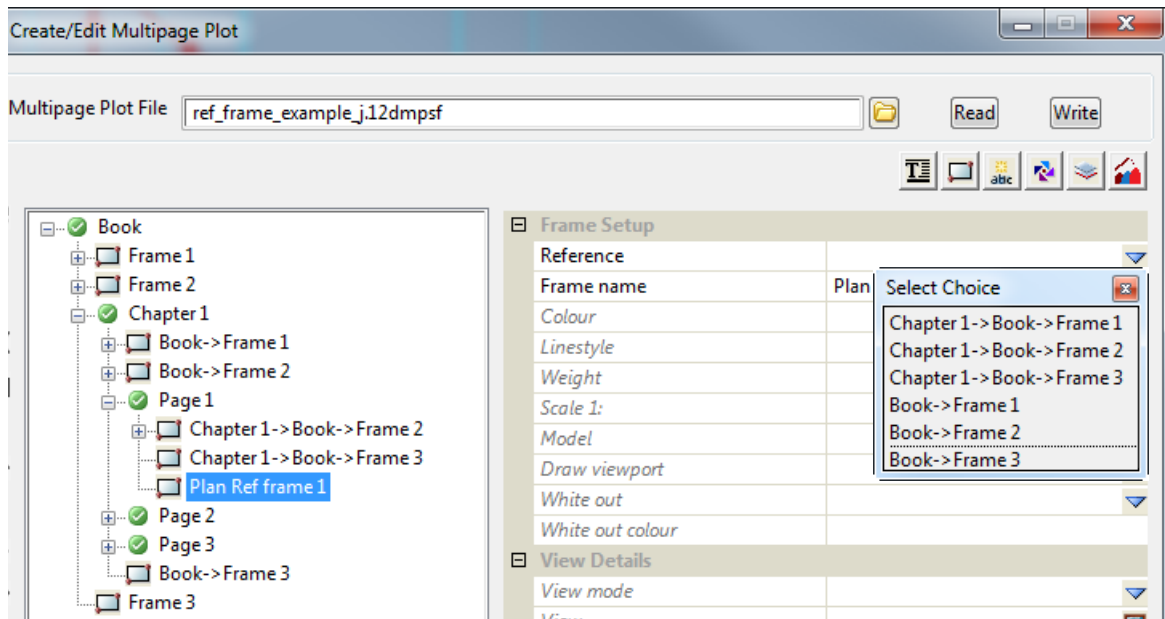 Create/Edit Multipage Plot
Multipage Plot File ref_frame_example_j.12dmpsf Read Write
T abc
Book
Frame 1
Frame 2
Chapter 1
Book->Frame 1
Book->Frame 2
Page 1
Chapter 1->Book->Frame 2
Chapter 1->Book->Frame 3
Plan Ref frame 1
Page 2
Page 3
Book->Frame 3
Frame 3
Frame Setup
Reference
Frame name Plan
Colour
Linestyle
Weight
Scale 1:
Model
Draw viewport
White out
White out colour
View Details
View mode
Select Choice
Chapter 1->Book->Frame 1
Chapter 1->Book->Frame 2
Chapter 1->Book->Frame 3
Book->Frame 1
Book->Frame 2
Book->Frame 3